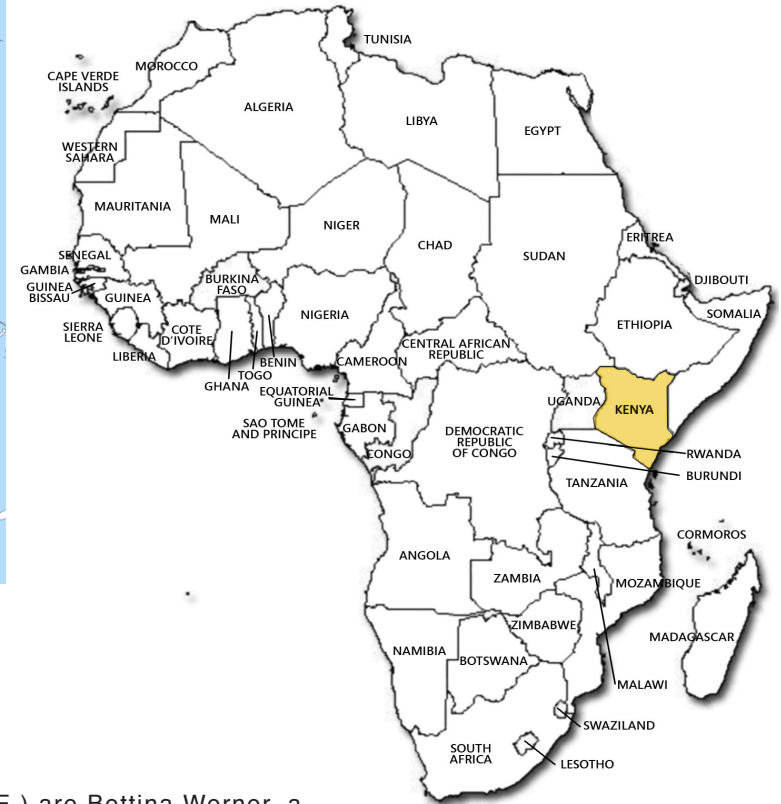 TUNISIA
MOROCCO
CAPE VERDE
ISLANDS
ALGERIA
LIBYA
EGYPT
WESTERN
SAHARA
MAURITANIA
MALI
NIGER
CHAD
SUDAN
ERITREA
SENEGAL
GAMBIA
GUINEA
BISSAU
GUINEA
BURKINA
FASO
DJIBOUTI
SOMALIA
NIGERIA
ETHIOPIA
SIERRA
LEONE
COTE
D'IVOIRE
LIBERIA
GHANA
TOGO
BENIN
CAMEROON
CENTRAL AFRICAN
REPUBLIC
EQUATORIAL
GUINEA
SAO TOME
AND PRINCIPE
GABON
CONGO
DEMOCRATIC
REPUBLIC
OF CONGO
UGANDA
KENYA
RWANDA
BURUNDI
TANZANIA
CORMOROS
ANGOLA
ZAMBIA
MOZAMBIQUE
ZIMBABWE
MADAGASCAR
NAMIBIA
BOTSWANA
MALAWI
SWAZILAND
SOUTH
AFRICA
LESOTHO
) are Bettina Werner, a